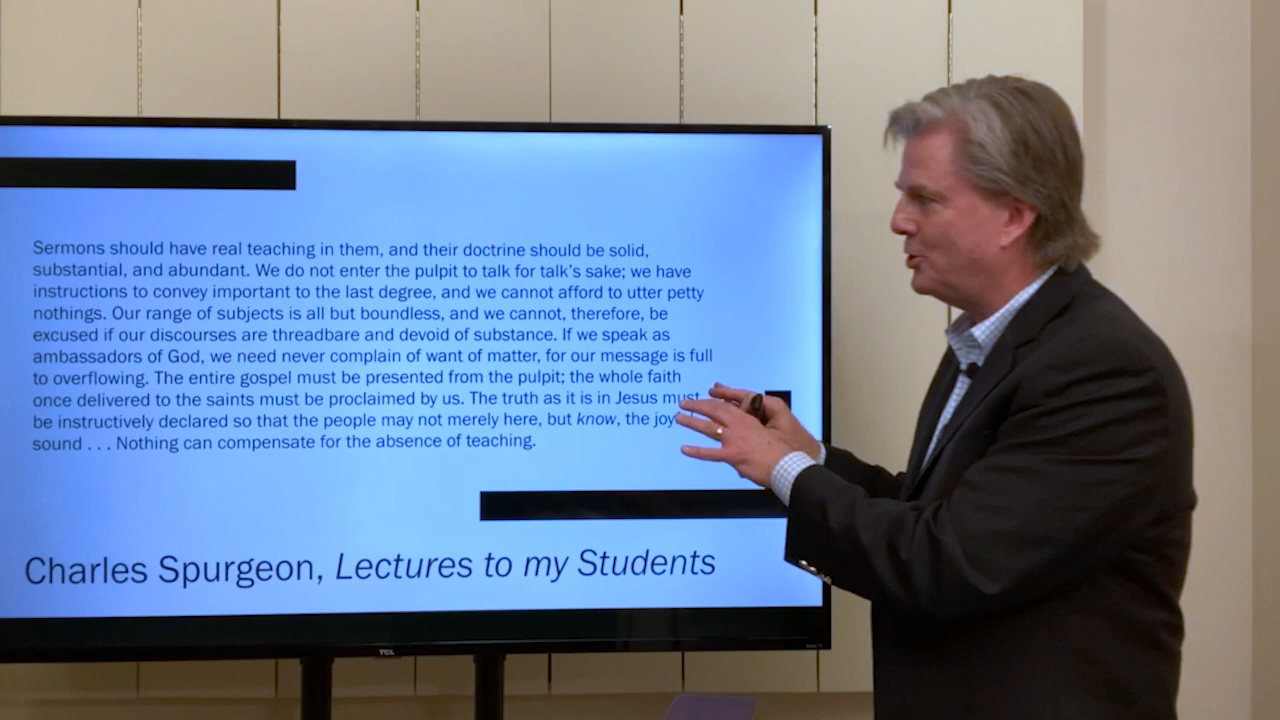 Sermons should have real teaching in them, and their doctrine should be solid,
substantial, and abundant. We do not enter the pulpit to talk for talk's sake; we have
instructions to convey important to the last degree, and we cannot afford to utter petty
nothings. Our range of subjects is all but boundless, and we cannot, therefore, be
excused if our discourses are threadbare and devoid of substance. If we speak as
ambassadors of God, we need never complain of want of matter, for our message is full
to overflowing. The entire gospel must be presented from the pulpit; the whole faith
once delivered to the saints must be proclaimed by us. The truth as it is in Jesus must
be instructively declared so that the people may not merely here, but know, the joy
sound . . . Nothing can compensate for the absence of teaching.
Charles Spurgeon, Lectures to my Students
TCL